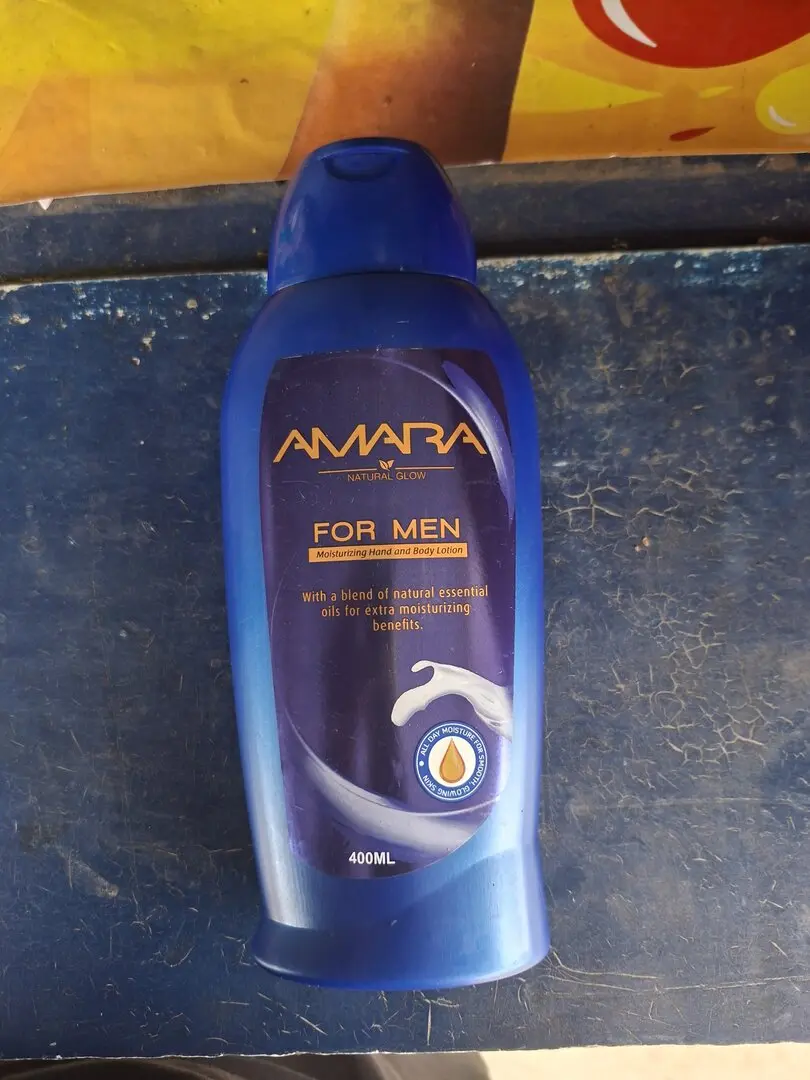 AMARA
NATURAL GLOW
FOR MEN
Moisturizing Hand and Body Lotion
With a blend of natural essential
oils for extra moisturizing
benefits.
ALL DAY MOISTURE FOR SMOOTH, GLOWING SKIN
400ML